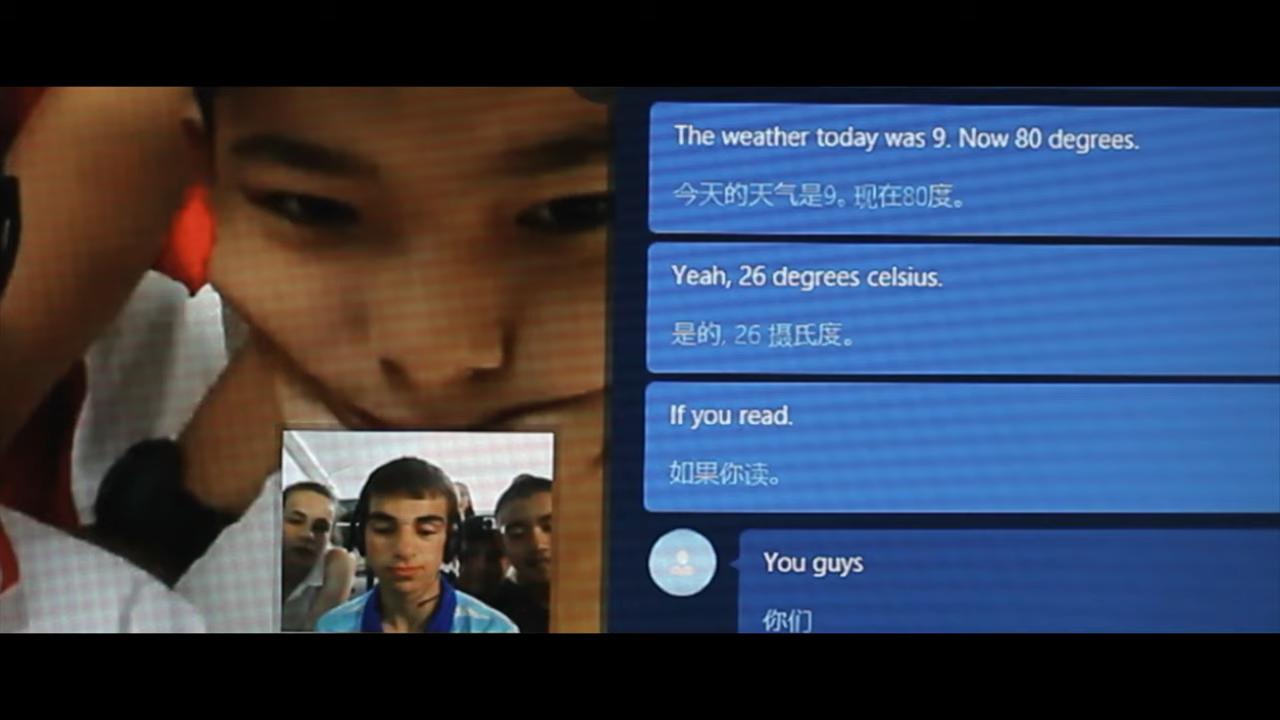 The weather today was 9. Now 80 degrees.
今天的天气是9。现在80度。
Yeah, 26 degrees celsius.
是的, 26 摄氏度。
If you read.
如果你读。
You guys
你们